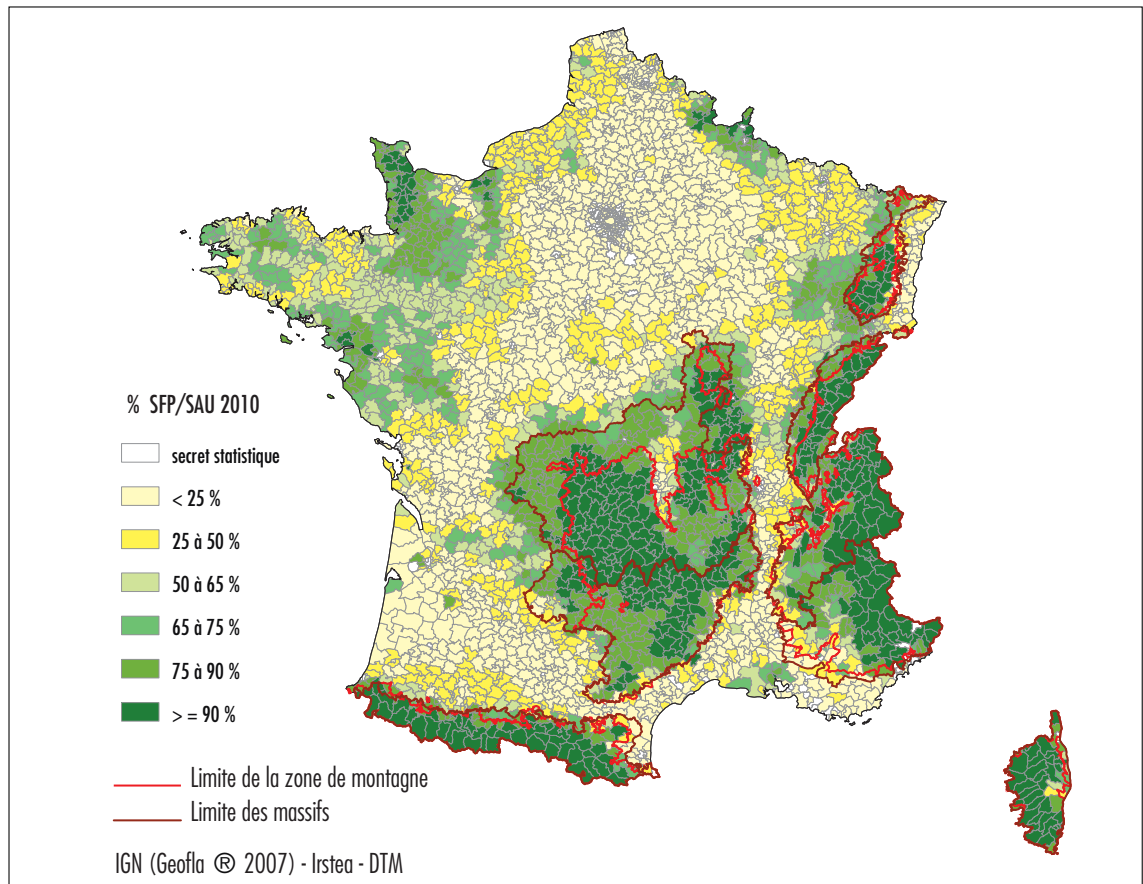 % SFP/SAU 2010
secret statistique
< 25 %
25 à 50 %
50 à 65 %
65 à 75 %
75 à 90 %
> = 90 %
Limite de la zone de montagne
Limite des massifs
IGN (Geofla ® 2007) - Irstea - DTM